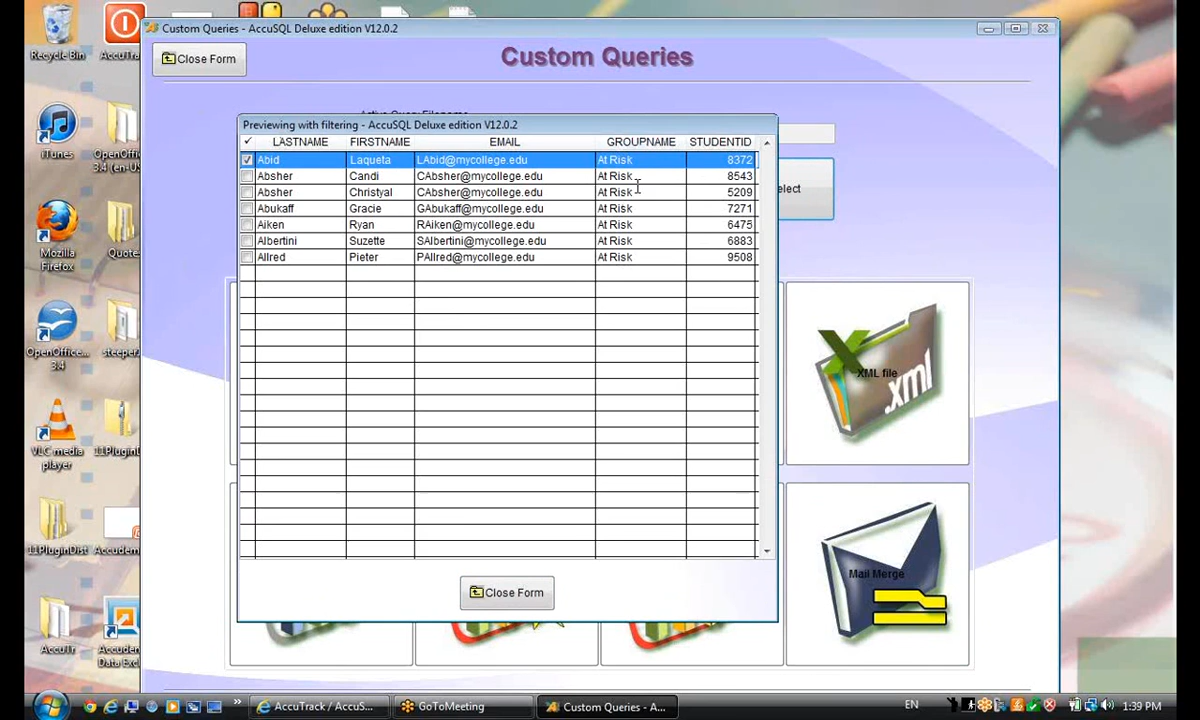 Custom Queries - AccuSQL Deluxe edition V12.0.2
Close Form
Custom Queries
Previewing with filtering - AccuSQL Deluxe edition V12.0.2
✓ LASTNAME FIRSTNAME EMAIL GROUPNAME STUDENTID
Abid Laqueta LAbid@mycollege.edu At Risk 8372
Absher Candi CAbsher@mycollege.edu At Risk 8543
Absher Christyal CAbsher@mycollege.edu At Risk 5209
Abukaff Gracie GAbukaff@mycollege.edu At Risk 7271
Aiken Ryan RAiken@mycollege.edu At Risk 6475
Albertini Suzette SAlbertini@mycollege.edu At Risk 6883
Allred Pieter PAllred@mycollege.edu At Risk 9508
elect
Close Form
XML file
.xml
Mail Merge
Recycle Bin
AccuTra
iTunes
OpenOffi
3.4 (en-US
Mozilla
Firefox
Quote
OpenOffice...
3.4
steeper
VLC media
player
11Plugin
11PluginDist
Accudem
AccuTr
Accudem
Data Excl
AccuTrack / AccuS...
GoToMeeting
Custom Queries - A...
EN
1:39 PM